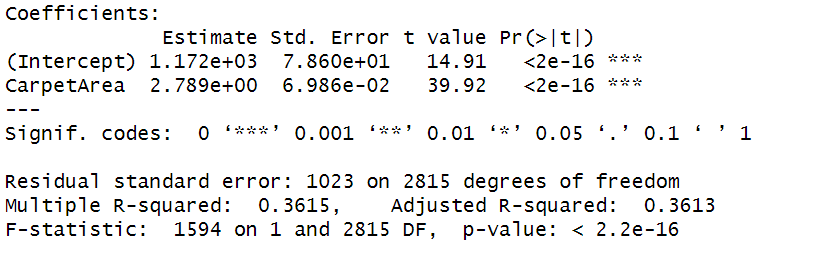 Coefficients:
             Estimate Std. Error t value Pr(>|t|)
(Intercept) 1.172e+03  7.860e+01   14.91   <2e-16 ***
CarpetArea  2.789e+00  6.986e-02   39.92   <2e-16 ***
---
Signif. codes:  0 ‘***’ 0.001 ‘**’ 0.01 ‘*’ 0.05 ‘.’ 0.1 ‘ ’ 1
Residual standard error: 1023 on 2815 degrees of freedom
Multiple R-squared:  0.3615,    Adjusted R-squared:  0.3613
F-statistic:  1594 on 1 and 2815 DF,  p-value: < 2.2e-16